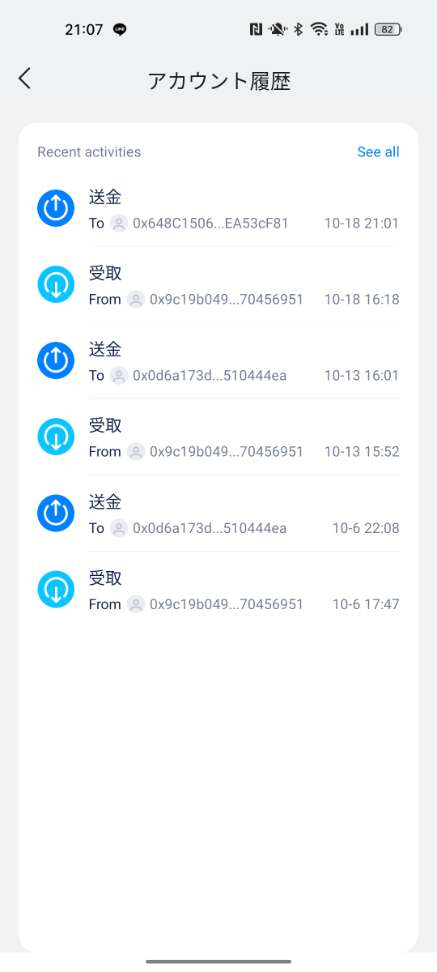 21:07
82
アカウント履歴
Recent activities See all
送金
To 0x648C1506...EA53cF81 10-18 21:01
受取
From 0x9c19b049...70456951 10-18 16:18
送金
To 0x0d6a173d...510444ea 10-13 16:01
受取
From 0x9c19b049...70456951 10-13 15:52
送金
To 0x0d6a173d...510444ea 10-6 22:08
受取
From 0x9c19b049...70456951 10-6 17:47